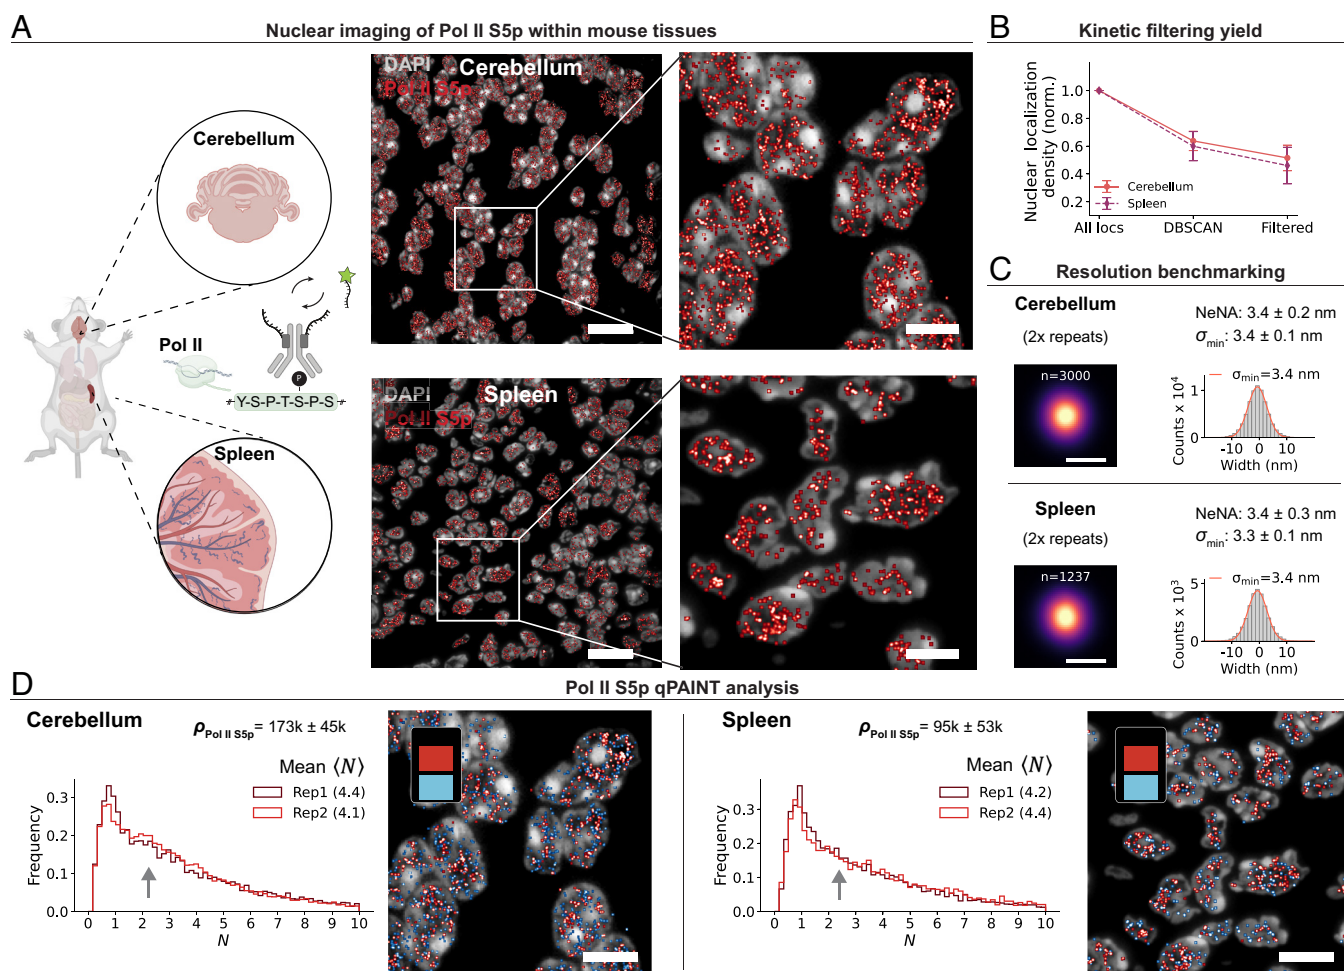 A
Nuclear imaging of Pol II S5p within mouse tissues
Cerebellum
Pol II
P
Y-S-P-T-S-P-S
Spleen
DAPI
Cerebellum
Pol II S5p
DAPI
Spleen
Pol II S5p
B
Kinetic filtering yield
Nuclear localization
density (norm.)
1.0
0.8
0.6
0.4
0.2
Cerebellum
Spleen
All locs
DBSCAN
Filtered
C
Resolution benchmarking
Cerebellum
(2x repeats)
NeNA: 3.4 ± 0.2 nm
σmin: 3.4 ± 0.1 nm
n=3000
σmin=3.4 nm
Counts x 10⁴
1
0
-10 0 10
Width (nm)
Spleen
(2x repeats)
NeNA: 3.4 ± 0.3 nm
σmin: 3.3 ± 0.1 nm
n=1237
σmin=3.4 nm
Counts x 10³
5
0
-10 0 10
Width (nm)
D
Pol II S5p qPAINT analysis
Cerebellum
ρPol II S5p= 173k ± 45k
Mean ⟨N⟩
Rep1 (4.4)
Rep2 (4.1)
Frequency
0.3
0.2
0.1
0.0
0 1 2 3 4 5 6 7 8 9 10
N
Spleen
ρPol II S5p= 95k ± 53k
Mean ⟨N⟩
Rep1 (4.2)
Rep2 (4.4)
Frequency
0.3
0.2
0.1
0.0
0 1 2 3 4 5 6 7 8 9 10
N